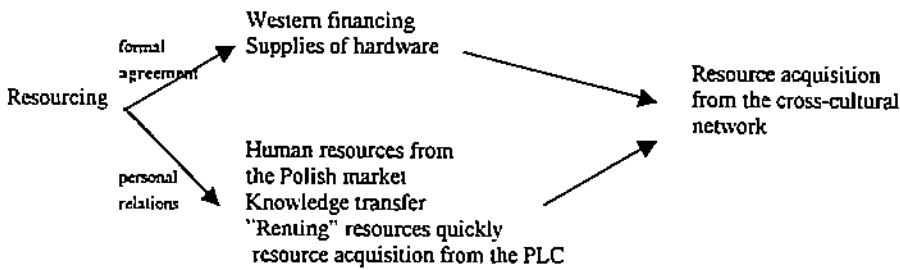 Western financing
Supplies of hardware
formal
agreement
Resourcing
Resource acquisition
from the cross-cultural
network
personal
relations
Human resources from
the Polish market
Knowledge transfer
"Renting" resources quickly
resource acquisition from the PLC